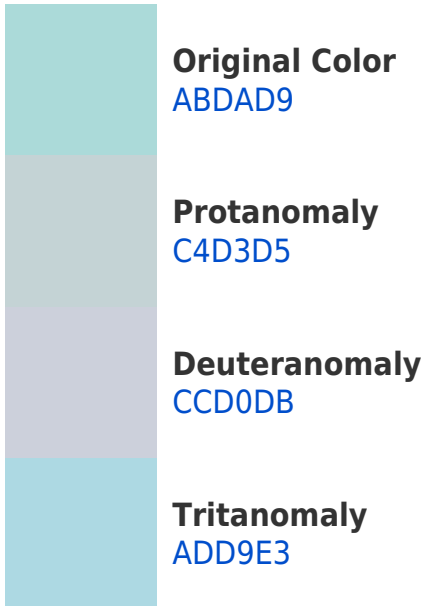 Original Color
ABDAD9
Protanomaly
C4D3D5
Deuteranomaly
CCD0DB
Tritanomaly
ADD9E3